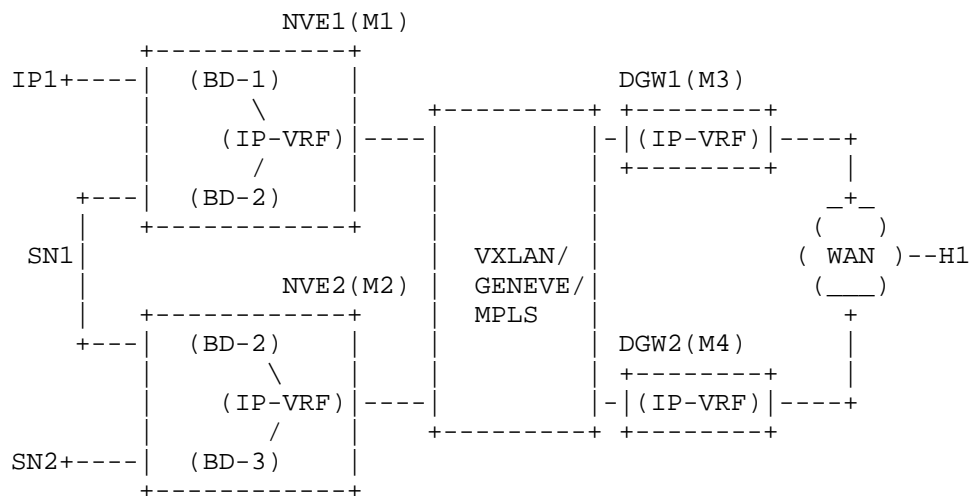 NVE1(M1)
IP1 (BD-1) DGW1(M3)
(IP-VRF) (IP-VRF)
(BD-2)
SN1 VXLAN/ ( WAN ) H1
NVE2(M2) GENEVE/
MPLS
(BD-2) DGW2(M4)
(IP-VRF) (IP-VRF)
SN2 (BD-3)